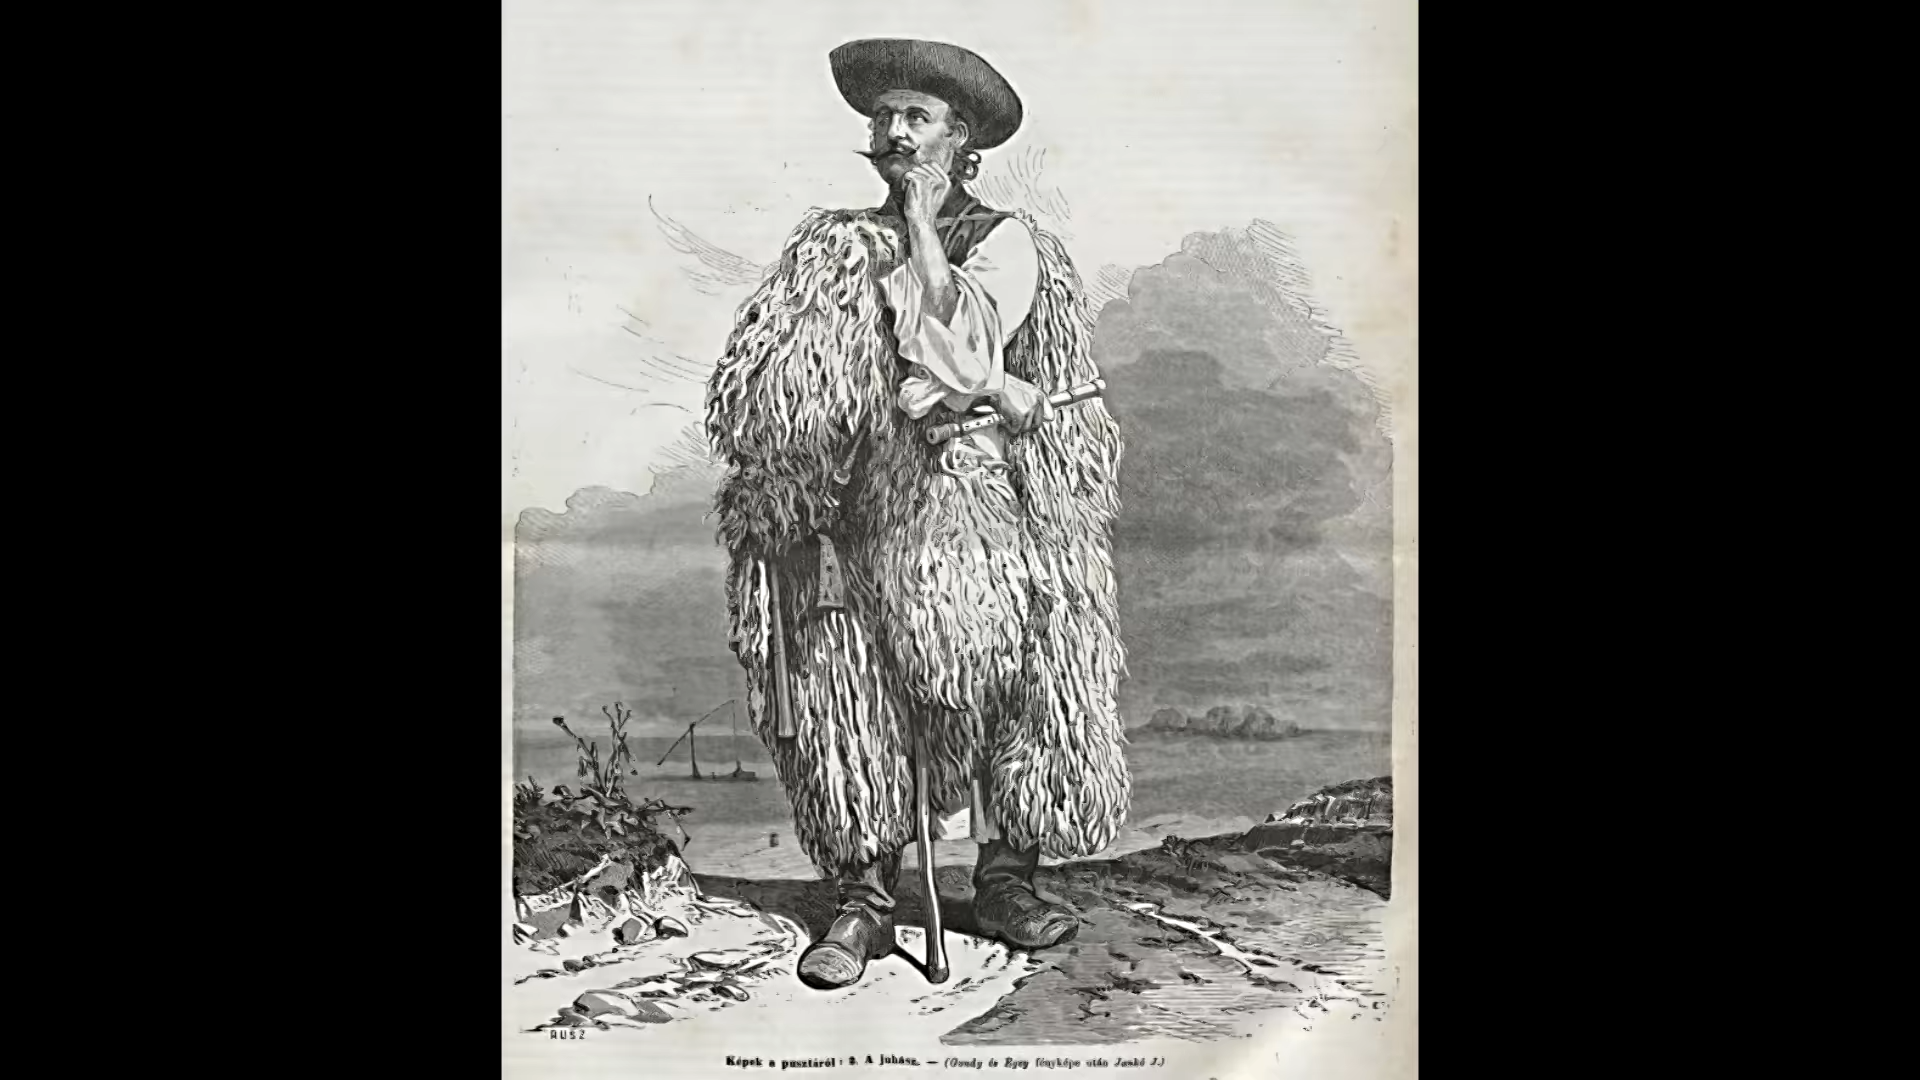 RUSZ
Képek a pusztáról: 2. A juhász. — (Gondy és Egey fényképe után Jankó J.)